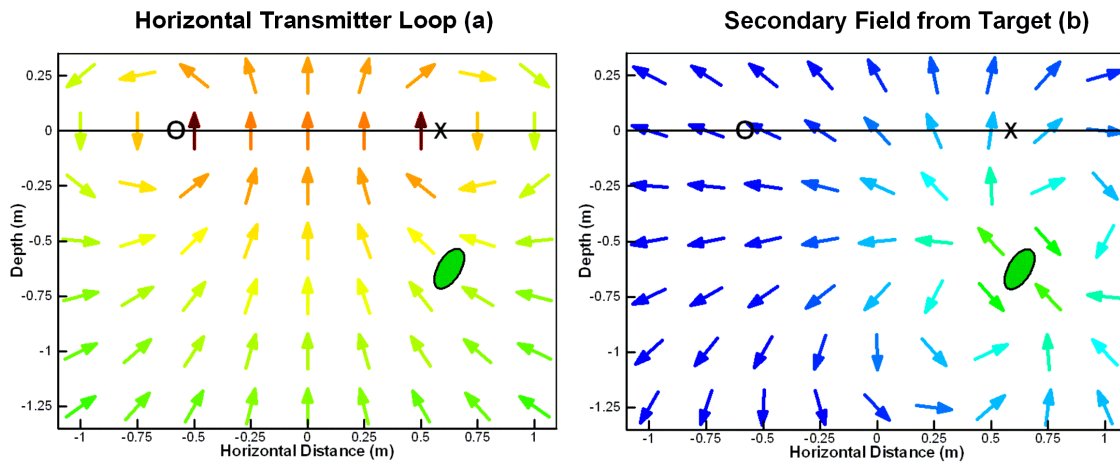 Horizontal Transmitter Loop (a)
0.25
0
-0.25
-0.5
-0.75
-1
-1.25
Depth (m)
O
X
-1 -0.75 -0.5 -0.25 0 0.25 0.5 0.75 1
Horizontal Distance (m)
Secondary Field from Target (b)
0.25
0
-0.25
-0.5
-0.75
-1
-1.25
Depth (m)
O
X
-1 -0.75 -0.5 -0.25 0 0.25 0.5 0.75 1
Horizontal Distance (m)